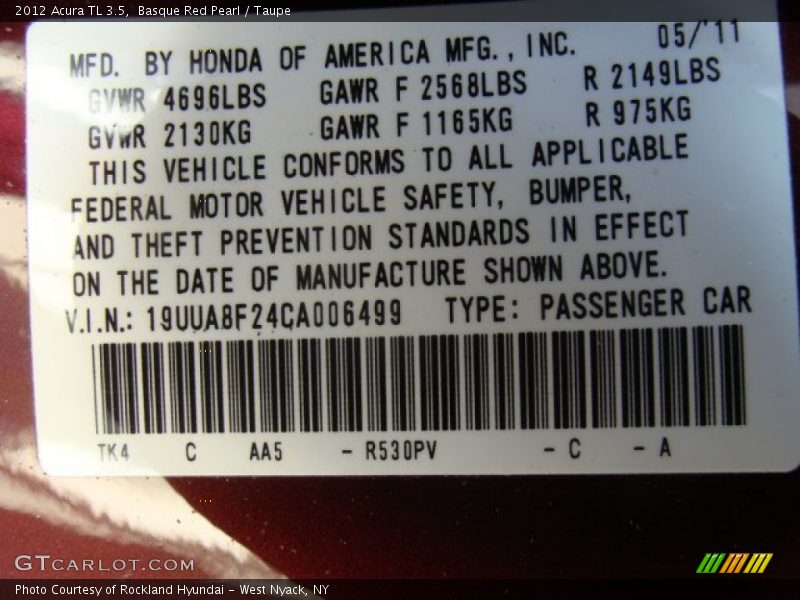 2012 Acura TL 3.5, Basque Red Pearl / Taupe
MFD. BY HONDA OF AMERICA MFG., INC. 05/'11
GVWR 4696LBS GAWR F 2568LBS R 2149LBS
GVWR 2130KG GAWR F 1165KG R 975KG
THIS VEHICLE CONFORMS TO ALL APPLICABLE
FEDERAL MOTOR VEHICLE SAFETY, BUMPER,
AND THEFT PREVENTION STANDARDS IN EFFECT
ON THE DATE OF MANUFACTURE SHOWN ABOVE.
V.I.N.: 19UUA8F24CA006499 TYPE: PASSENGER CAR
TK4 C AA5 - R530PV - C - A
GTCARLOT.COM
Photo Courtesy of Rockland Hyundai - West Nyack, NY